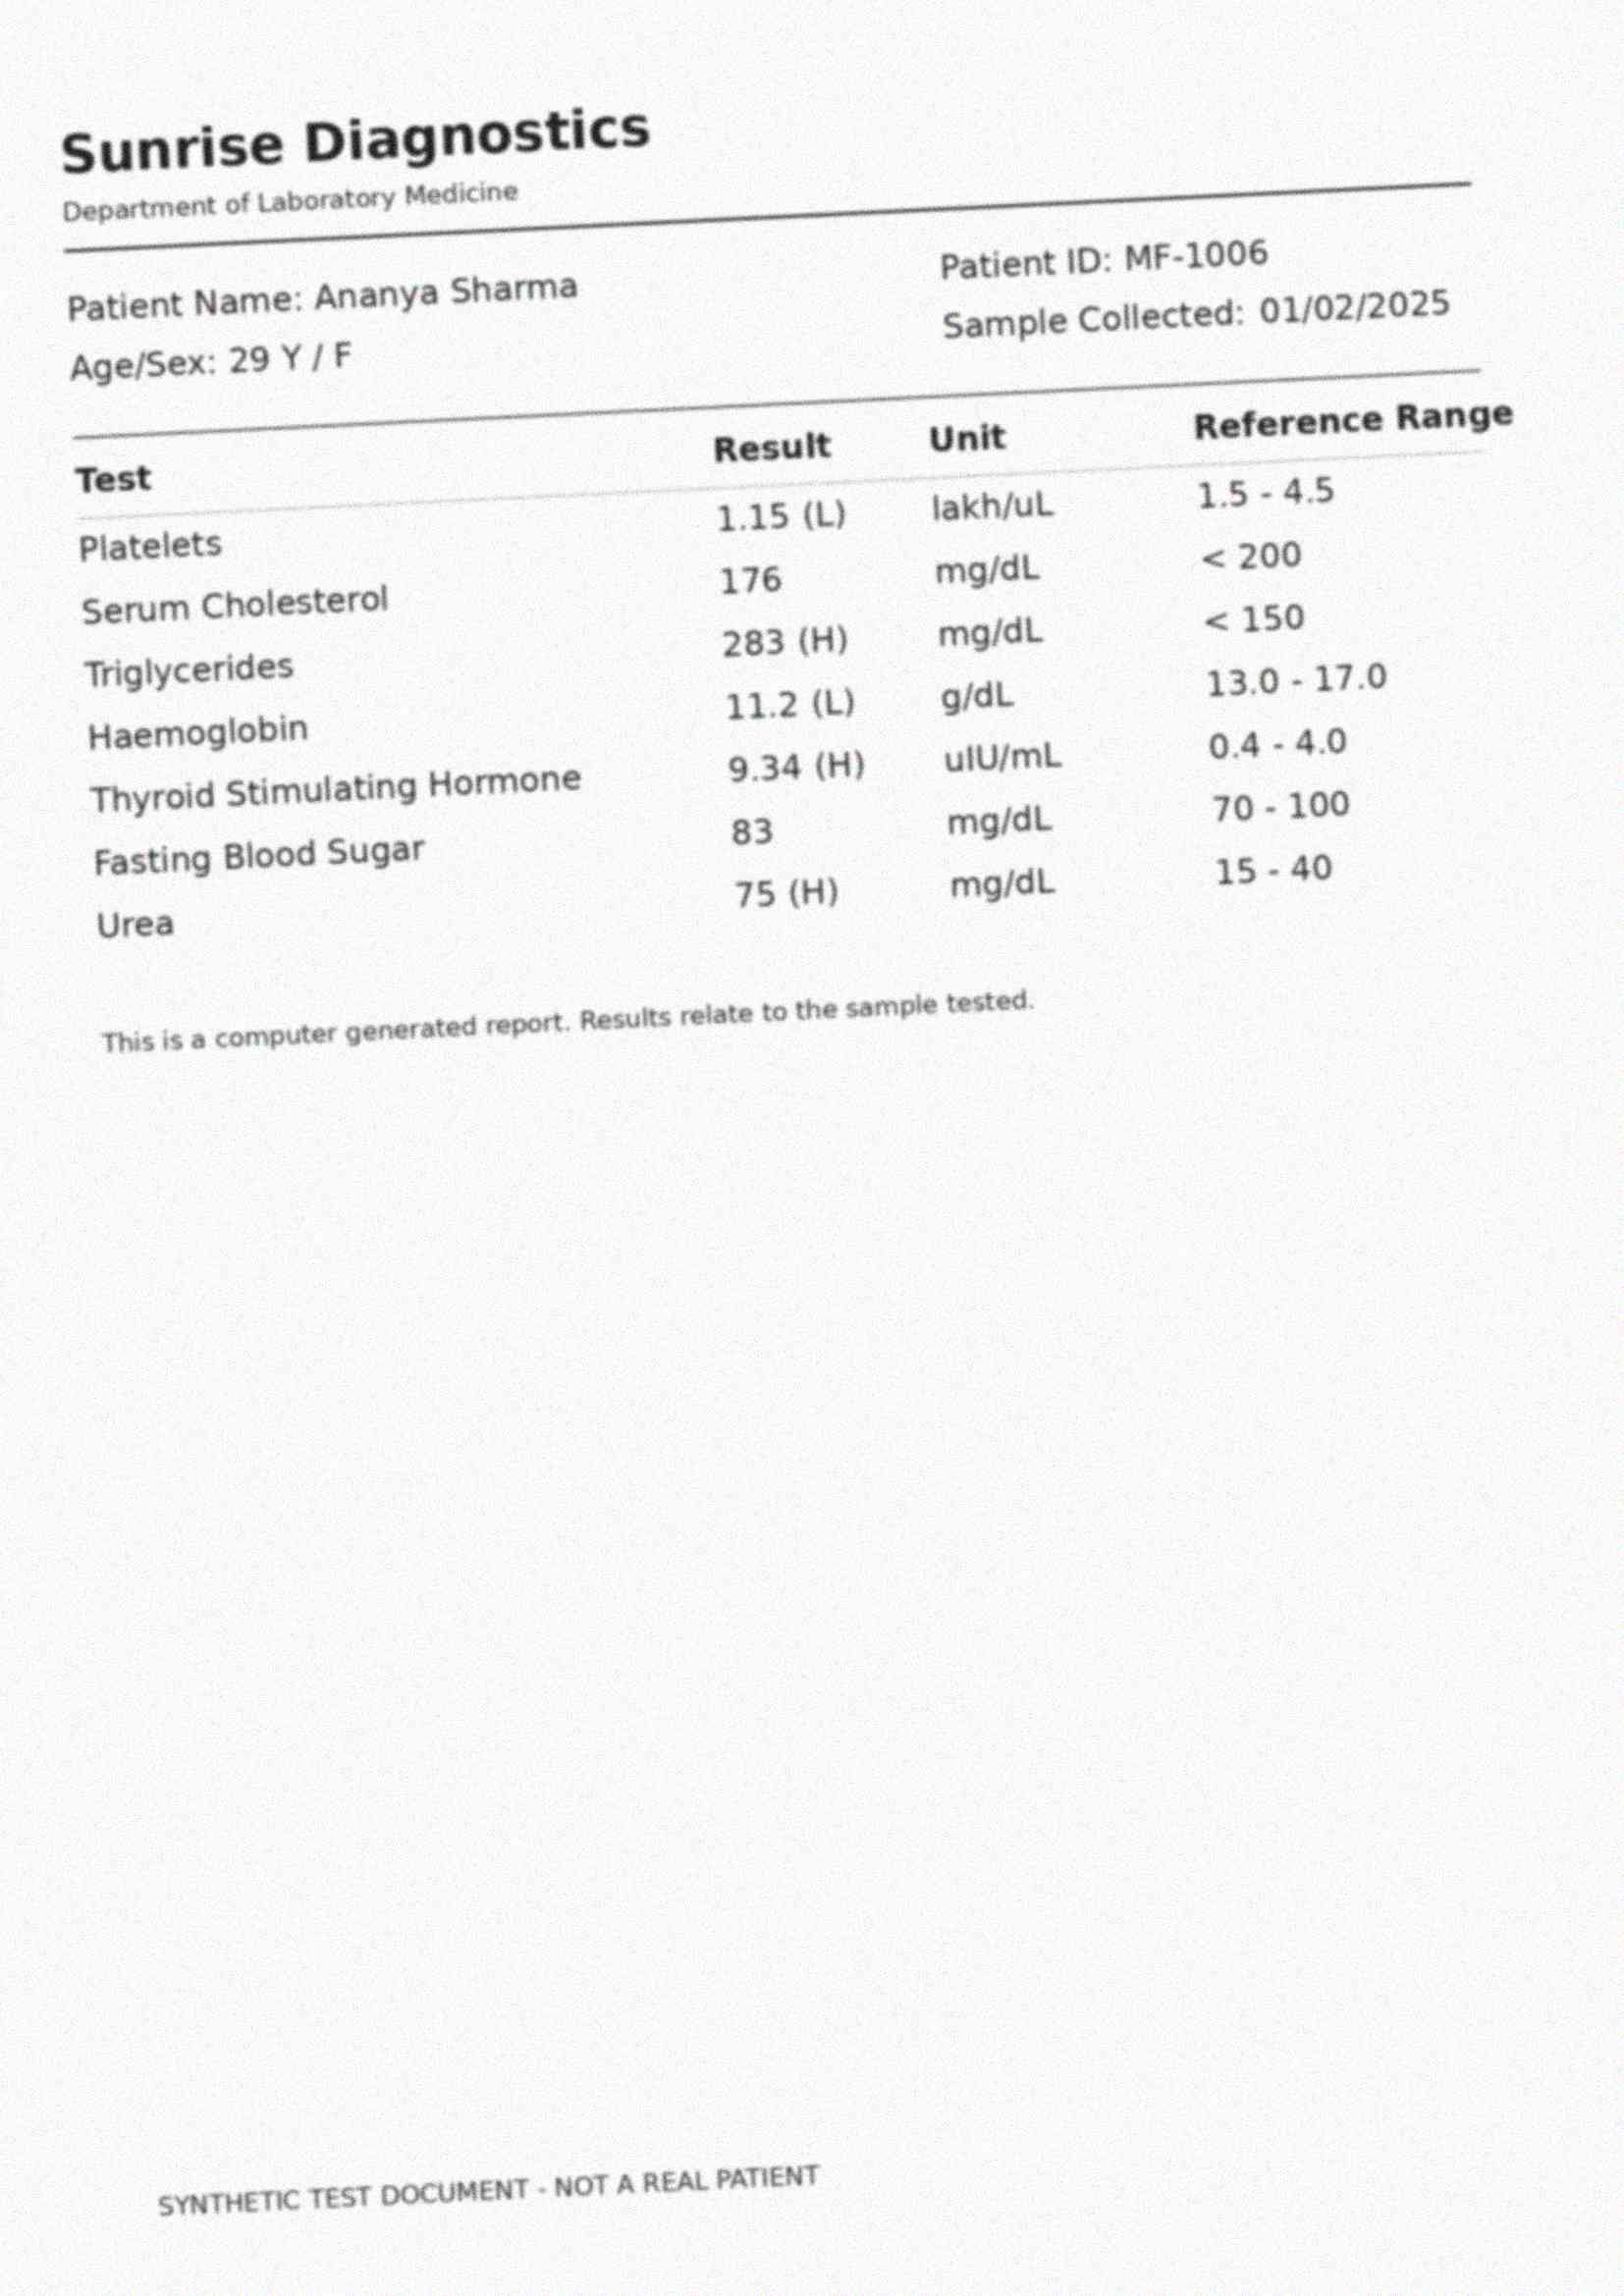 Sunrise Diagnostics
Department of Laboratory Medicine
Patient Name: Ananya Sharma Patient ID: MF-1006
Age/Sex: 29 Y / F Sample Collected: 01/02/2025
Test Result Unit Reference Range
Platelets 1.15 (L) lakh/uL 1.5 - 4.5
Serum Cholesterol 176 mg/dL < 200
Triglycerides 283 (H) mg/dL < 150
Haemoglobin 11.2 (L) g/dL 13.0 - 17.0
Thyroid Stimulating Hormone 9.34 (H) uIU/mL 0.4 - 4.0
Fasting Blood Sugar 83 mg/dL 70 - 100
Urea 75 (H) mg/dL 15 - 40
This is a computer generated report. Results relate to the sample tested.
SYNTHETIC TEST DOCUMENT - NOT A REAL PATIENT